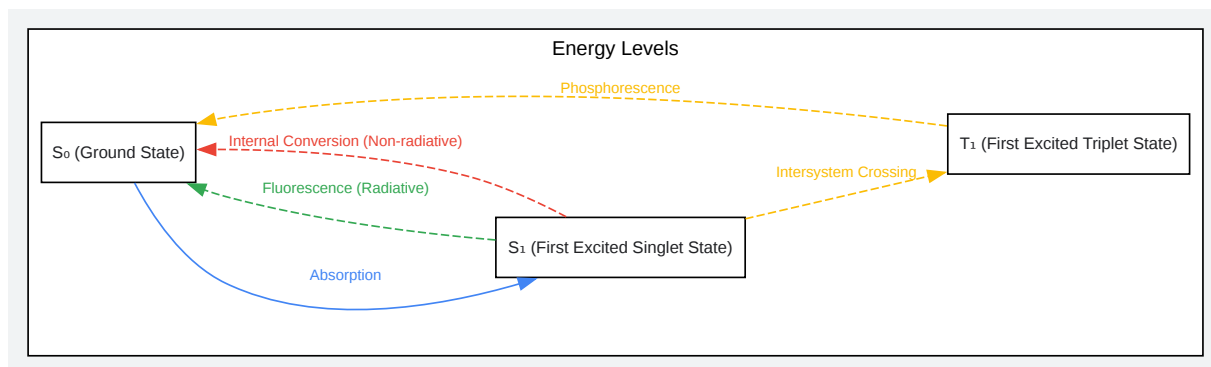 Energy Levels
Phosphorescence
Internal Conversion (Non-radiative)
S₀ (Ground State)
T₁ (First Excited Triplet State)
Intersystem Crossing
Fluorescence (Radiative)
S₁ (First Excited Singlet State)
Absorption